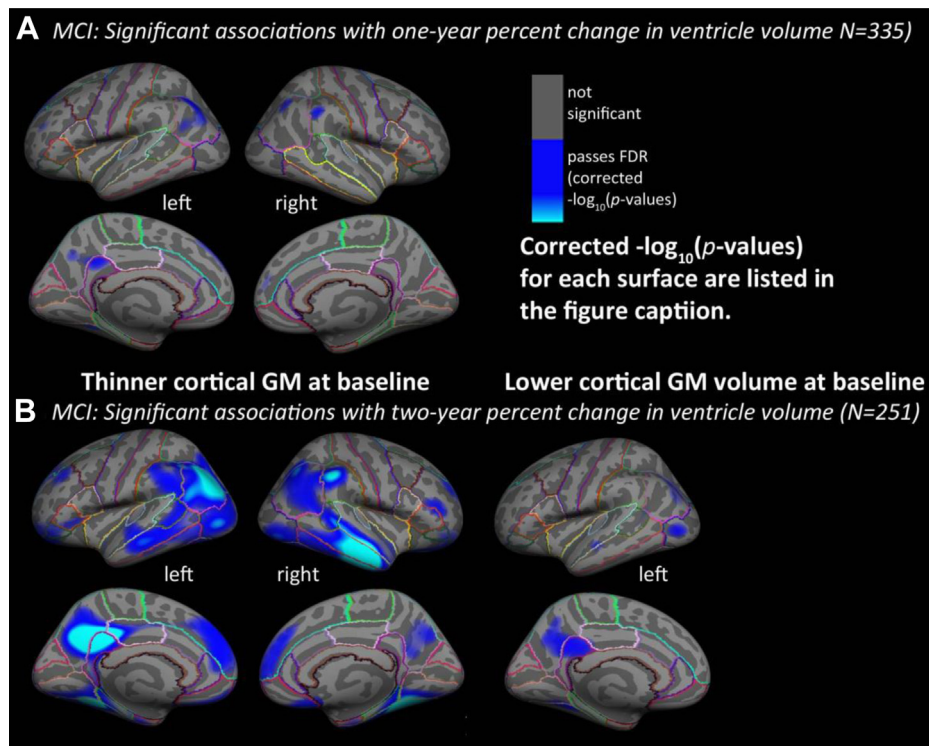 A MCI: Significant associations with one-year percent change in ventricle volume N=335)
not
significant
passes FDR
(corrected
-log10(p-values)
left
right
Corrected -log10(p-values)
for each surface are listed in
the figure captiion.
Thinner cortical GM at baseline
Lower cortical GM volume at baseline
B MCI: Significant associations with two-year percent change in ventricle volume (N=251)
left
right
left